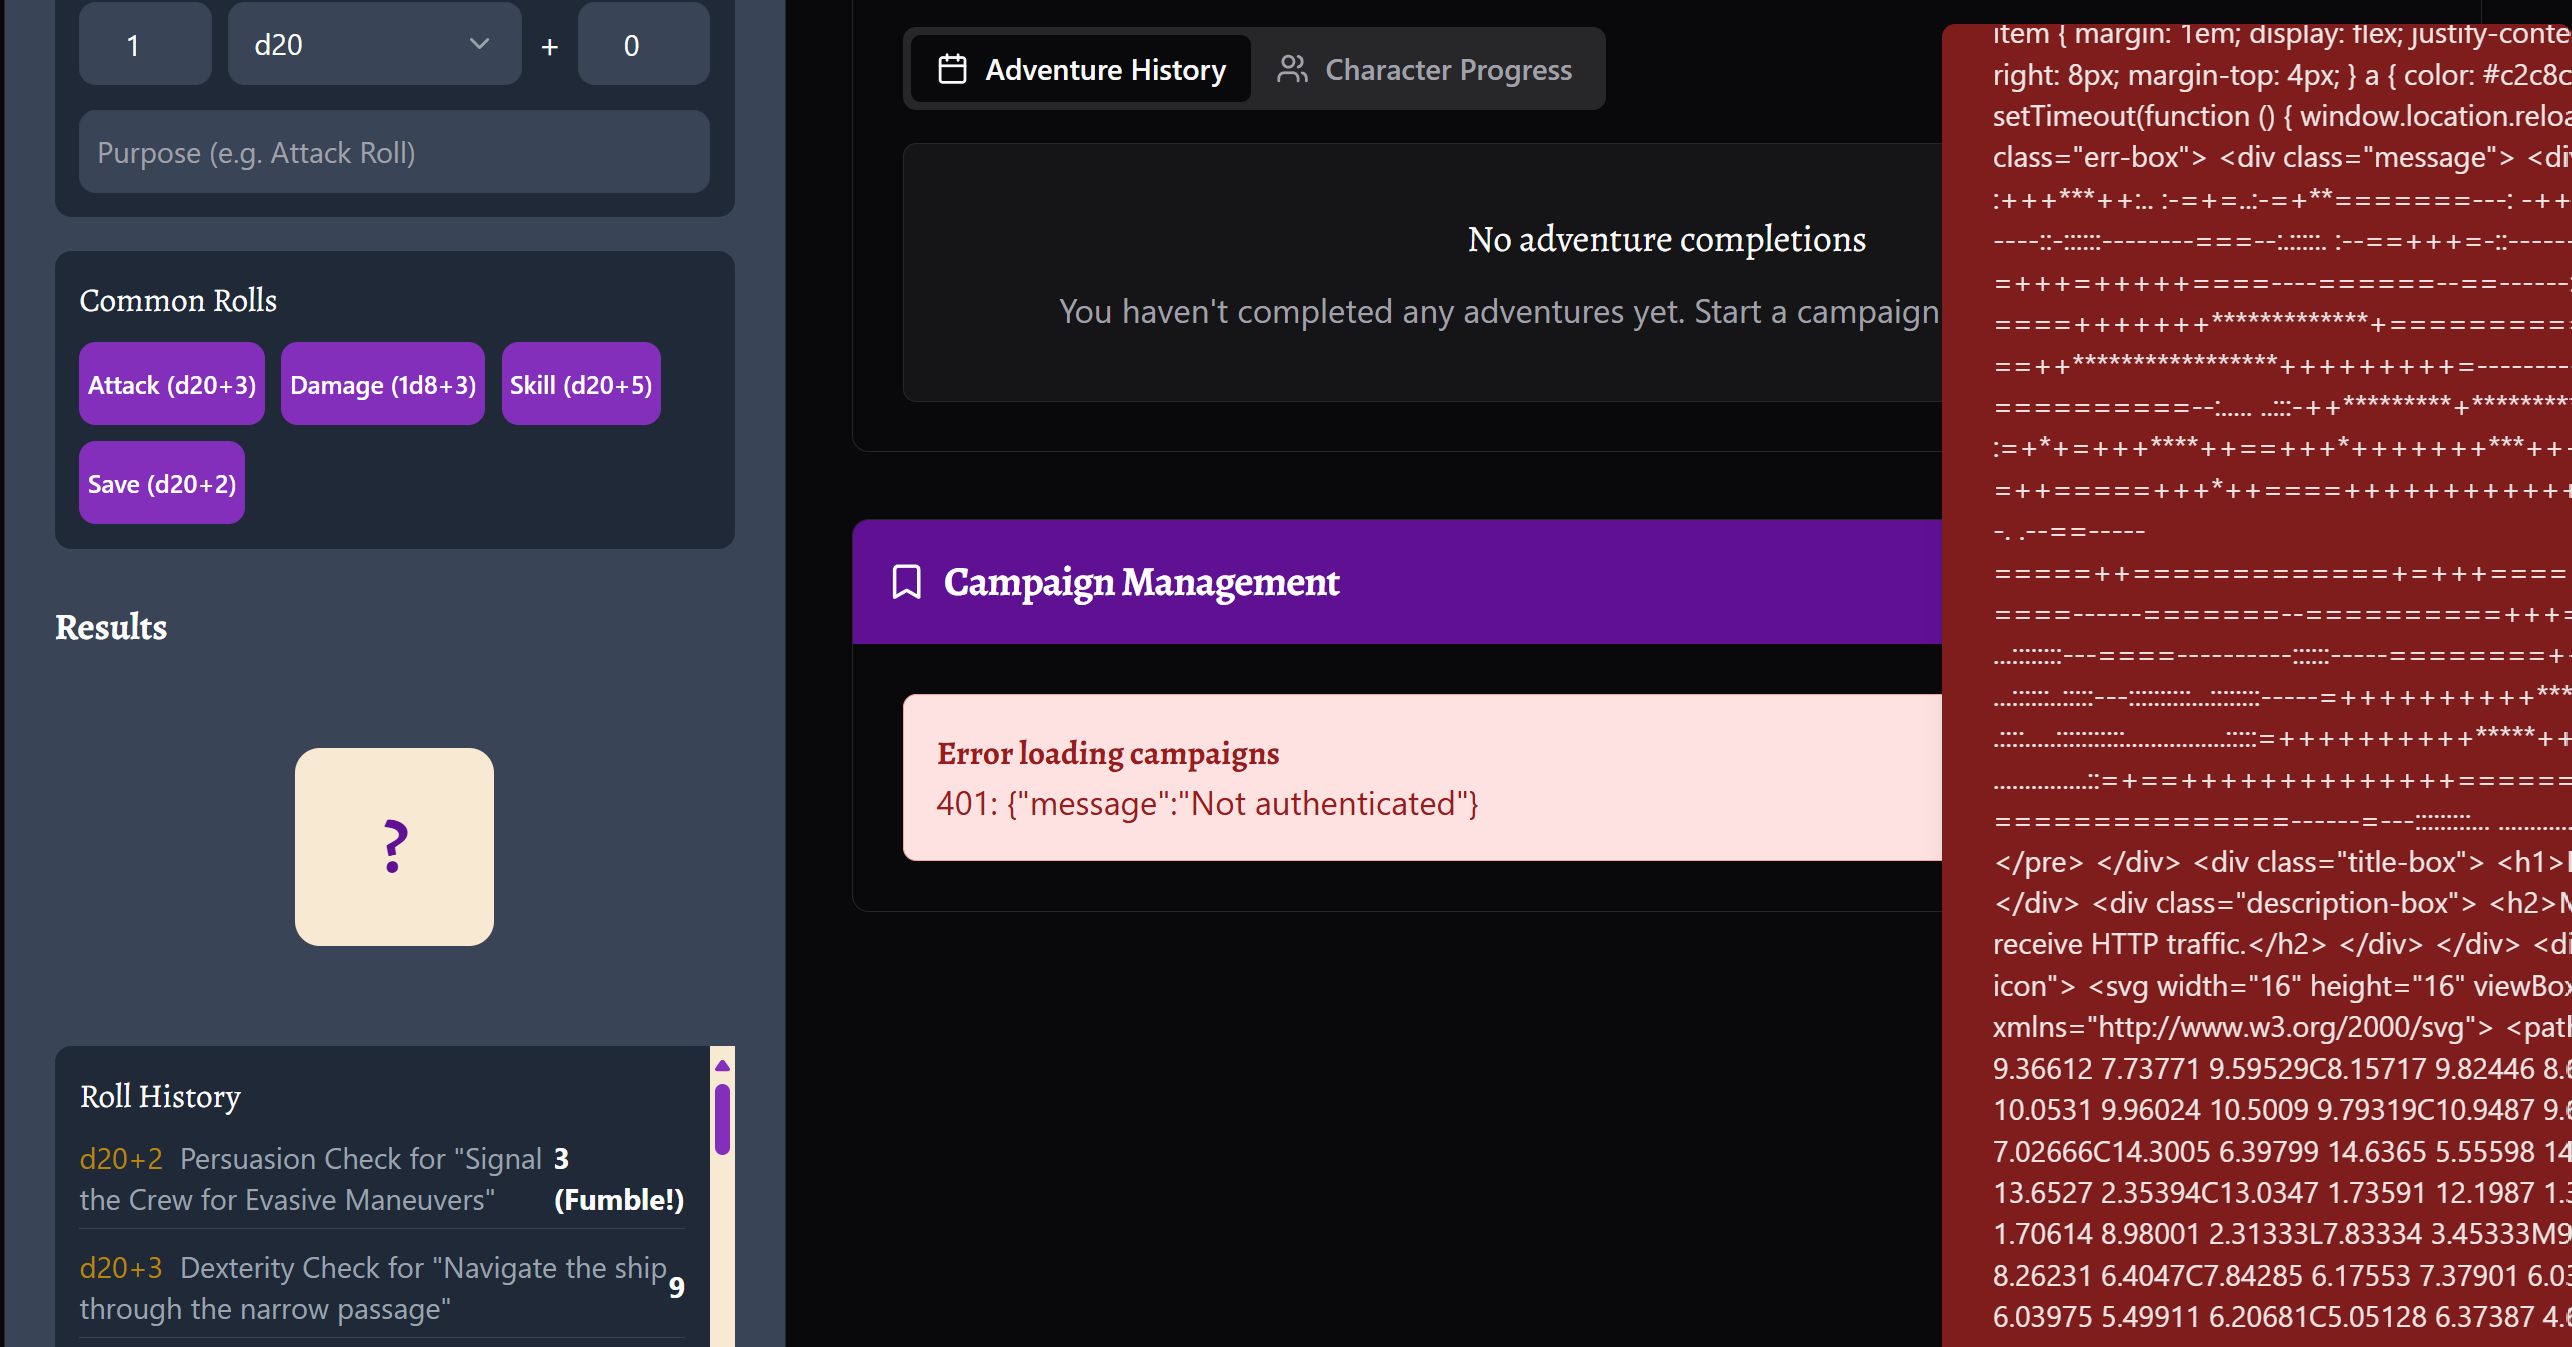 1
d20
+
0
Purpose (e.g. Attack Roll)
Common Rolls
Attack (d20+3)
Damage (1d8+3)
Skill (d20+5)
Save (d20+2)
Results
?
Roll History
d20+2 Persuasion Check for "Signal 3
the Crew for Evasive Maneuvers" (Fumble!)
d20+3 Dexterity Check for "Navigate the ship 9
through the narrow passage"
Adventure History
Character Progress
No adventure completions
You haven't completed any adventures yet. Start a campaign
Campaign Management
Error loading campaigns
401: {"message":"Not authenticated"}
item { margin: 1em; display: flex; justify-conte
right: 8px; margin-top: 4px; } a { color: #c2c8c
setTimeout(function () { window.location.reloa
class="err-box"> <div class="message"> <div
</pre> </div> <div class="title-box"> <h1>
</div> <div class="description-box"> <h2>
receive HTTP traffic.</h2> </div> </div> <di
icon"> <svg width="16" height="16" viewBox
xmlns="http://www.w3.org/2000/svg"> <path
9.36612 7.73771 9.59529C8.15717 9.82446 8.6
10.0531 9.96024 10.5009 9.79319C10.9487 9.6
7.02666C14.3005 6.39799 14.6365 5.55598 14
13.6527 2.35394C13.0347 1.73591 12.1987 1.3
1.70614 8.98001 2.31333L7.83334 3.45333M9
8.26231 6.4047C7.84285 6.17553 7.37901 6.03
6.03975 5.49911 6.20681C5.05128 6.37387 4.6